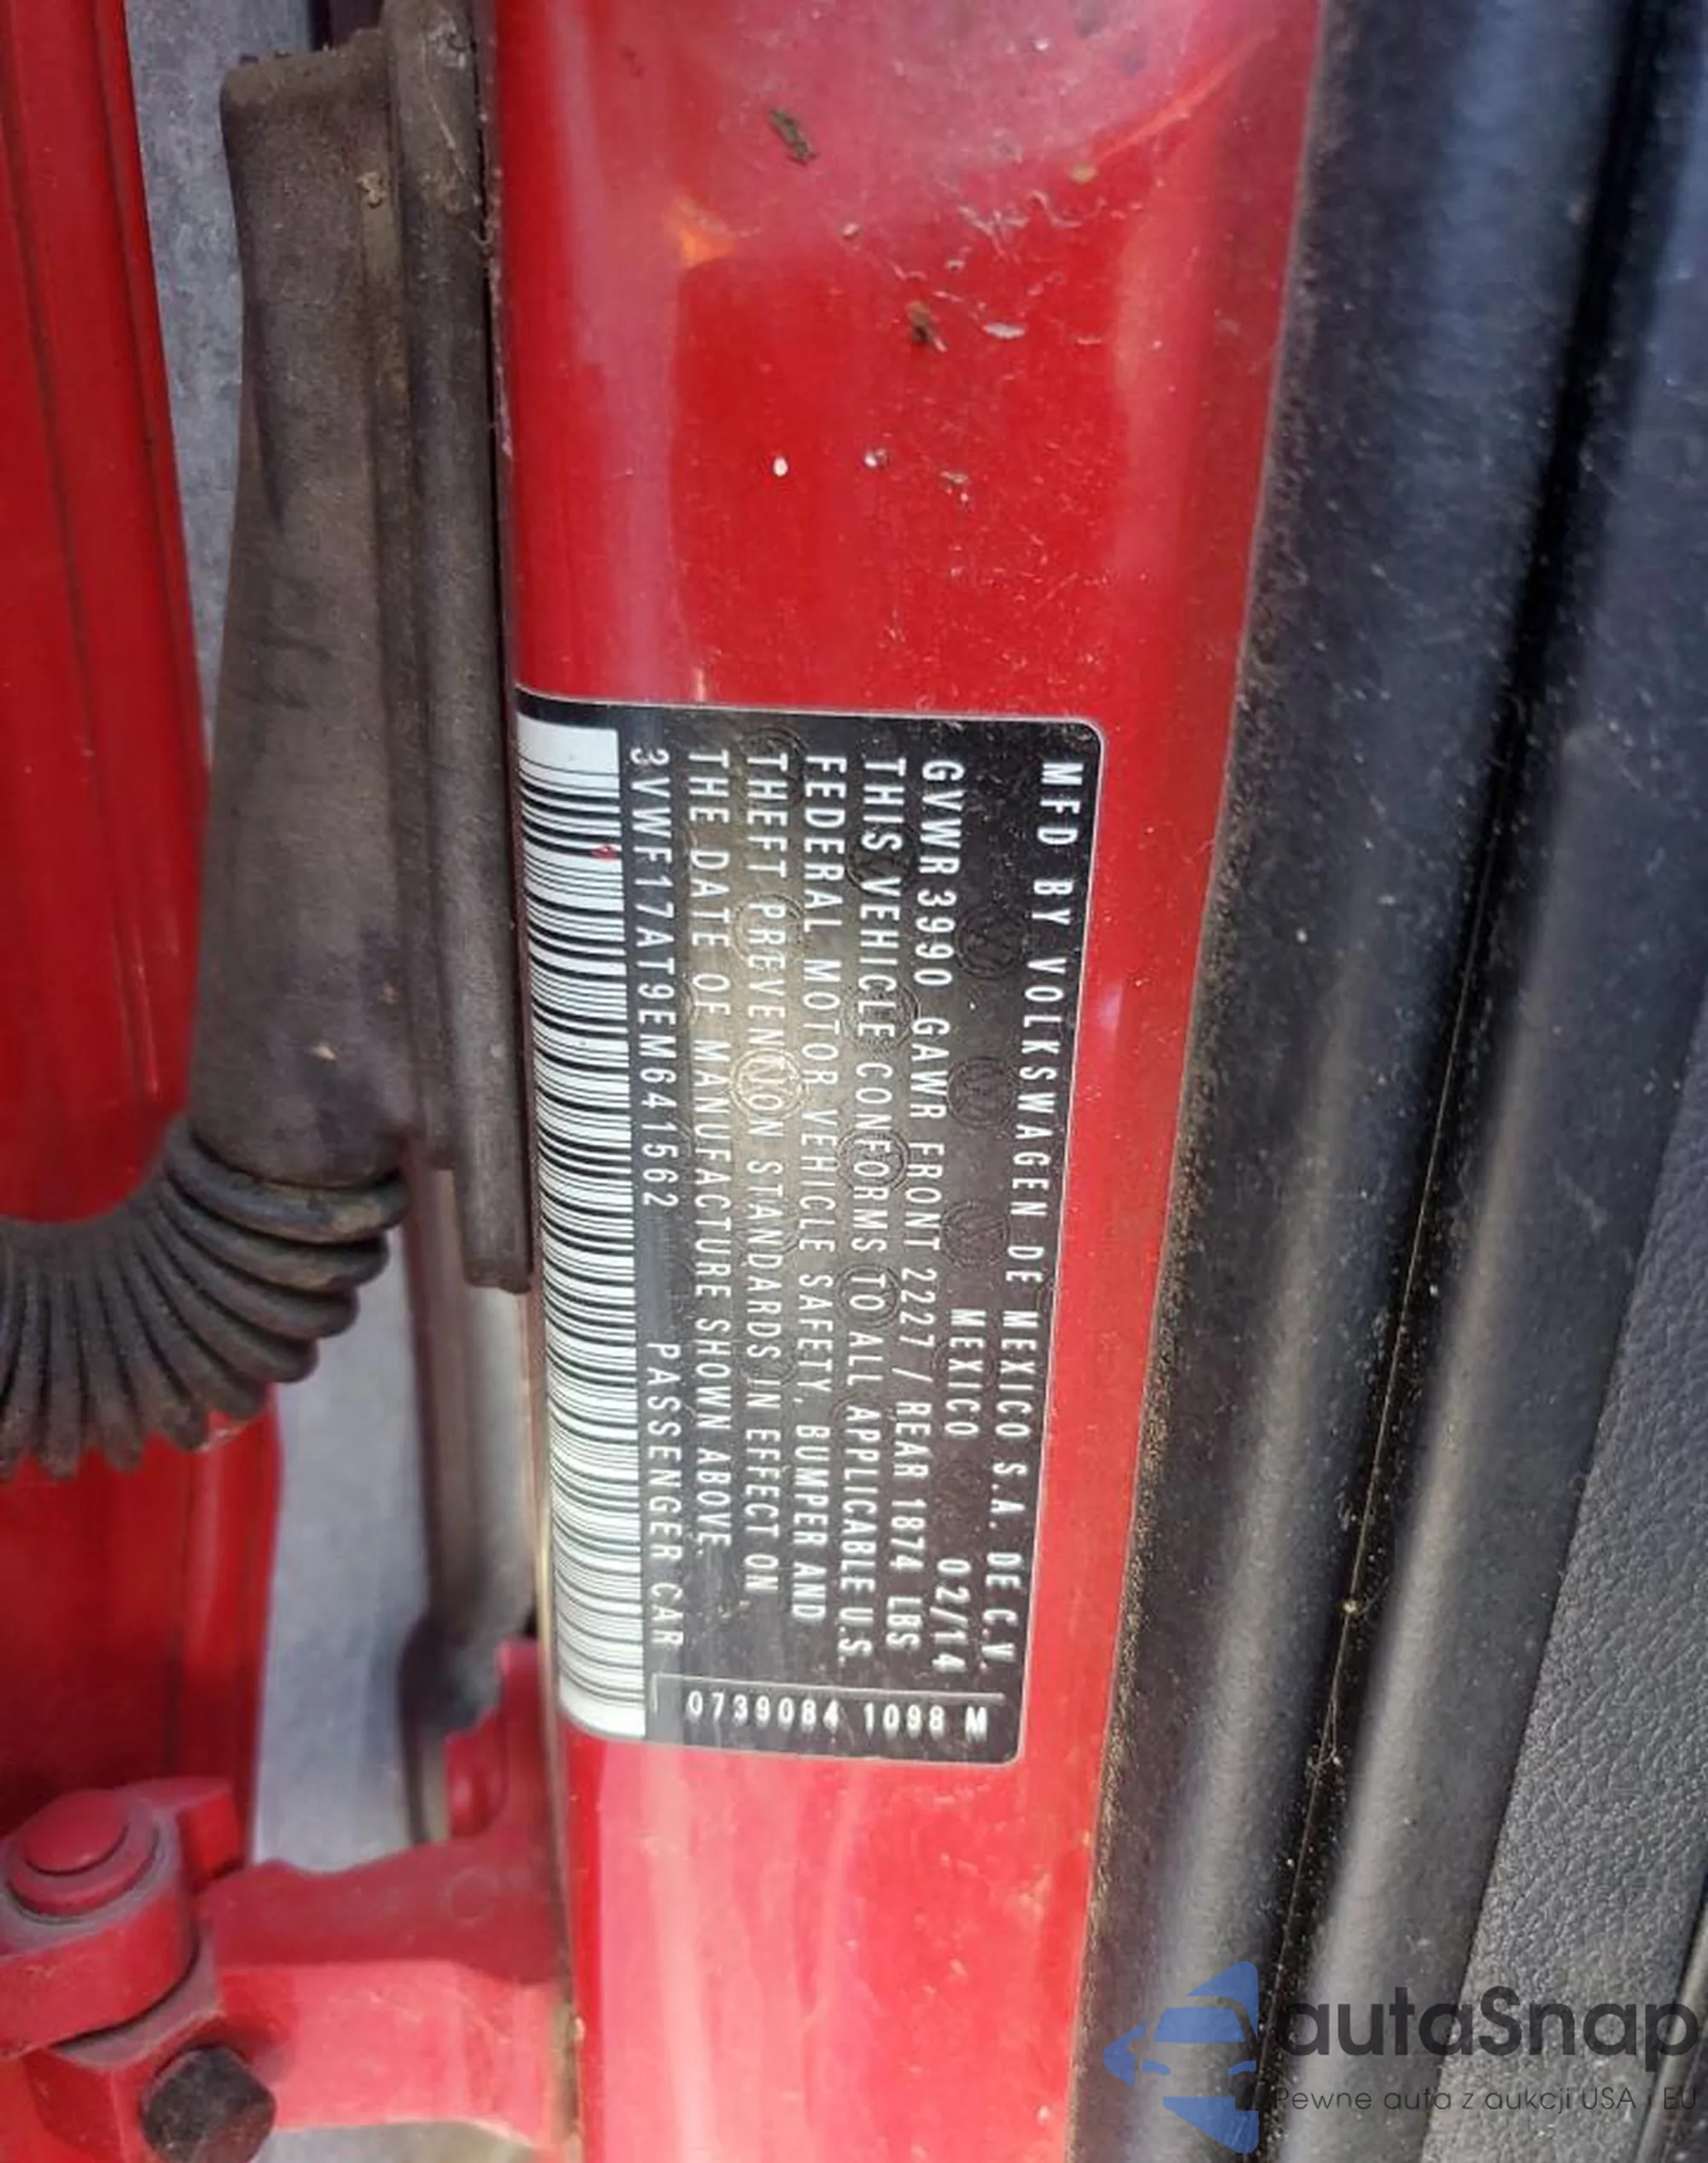 MFD BY VOLKSWAGEN DE MEXICO S.A. DE C.V.
MEXICO 02/14
GVWR 3990 GAWR FRONT 2227 / REAR 1874 LBS
THIS VEHICLE CONFORMS TO ALL APPLICABLE U.S.
FEDERAL MOTOR VEHICLE SAFETY, BUMPER AND
THEFT PREVENTION STANDARDS IN EFFECT ON
THE DATE OF MANUFACTURE SHOWN ABOVE.
3VWF17AT9EM641562 PASSENGER CAR
0739084 1098 M
autaSnap
Pewne auta z aukcji USA i EU